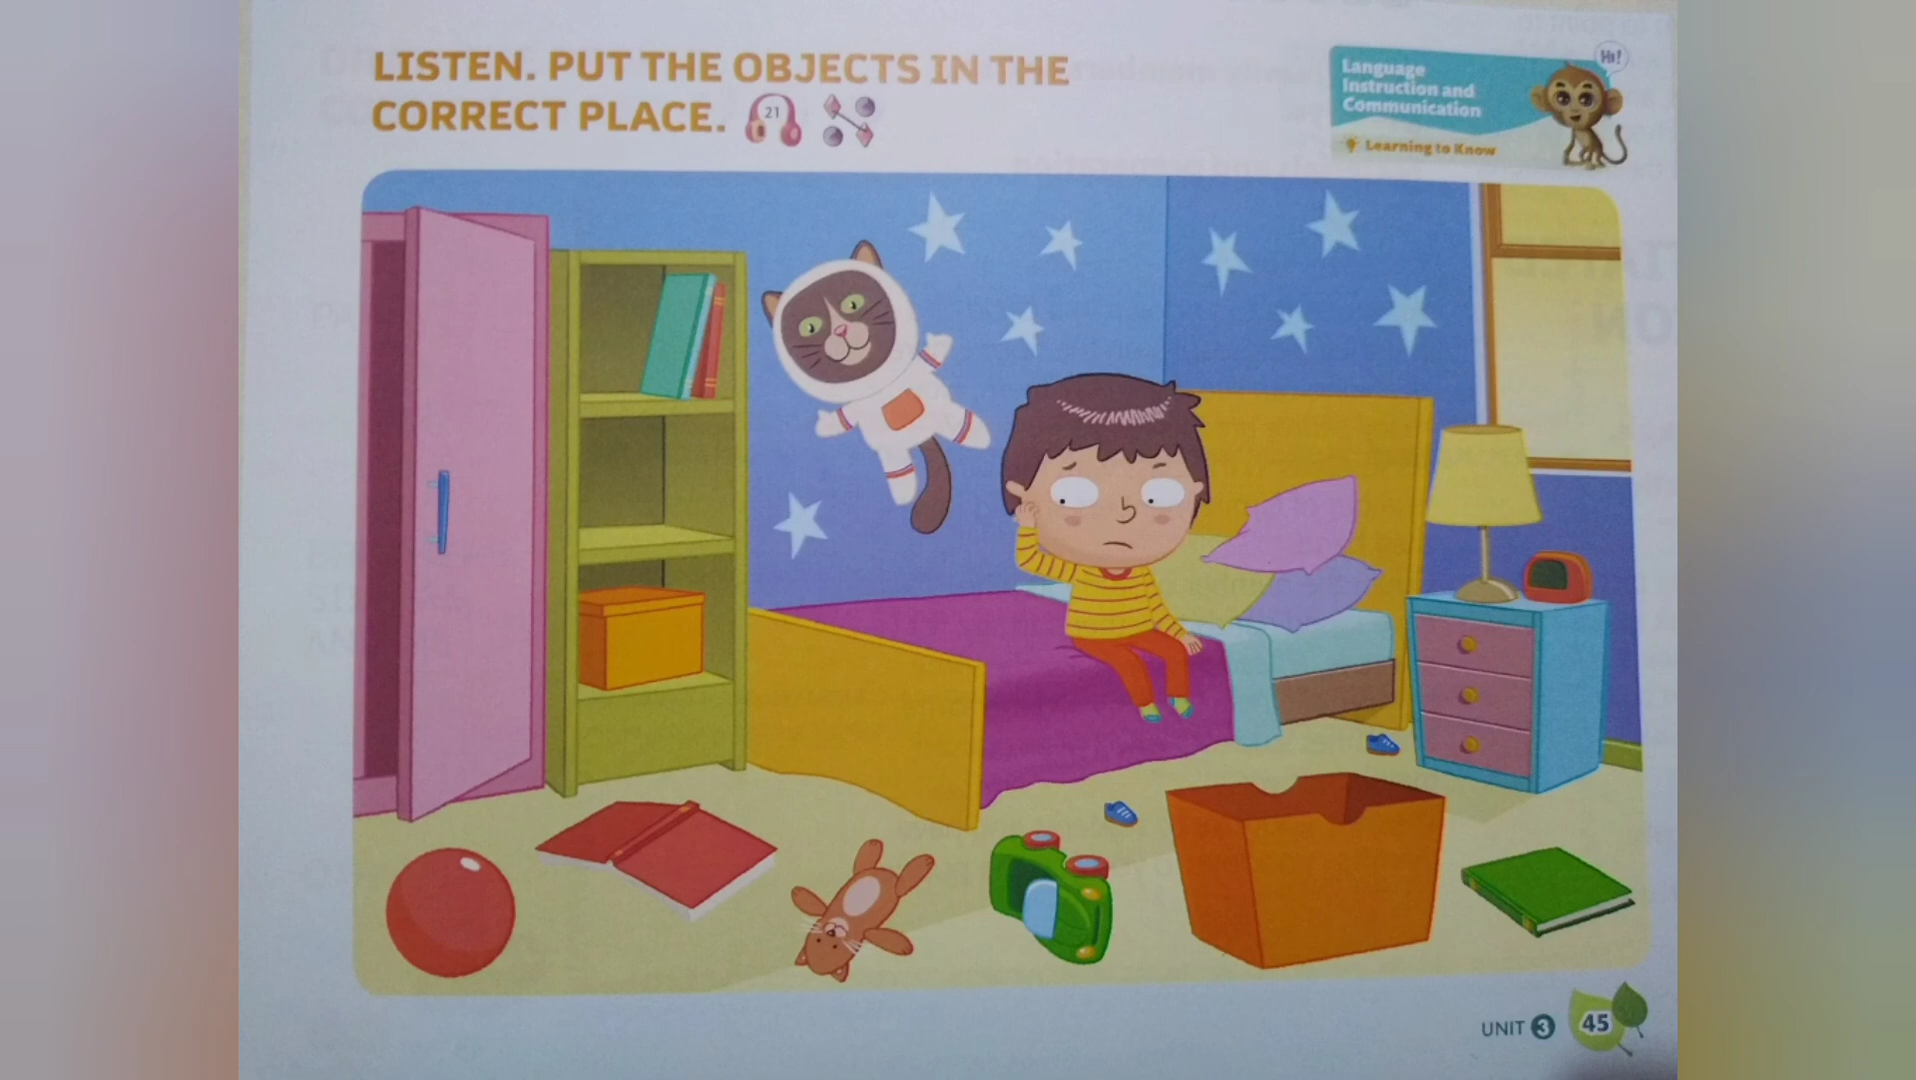 LISTEN. PUT THE OBJECTS IN THE
CORRECT PLACE.
21
Hi!
Language
Instruction and
Communication
Learning to Know
UNIT 3
45